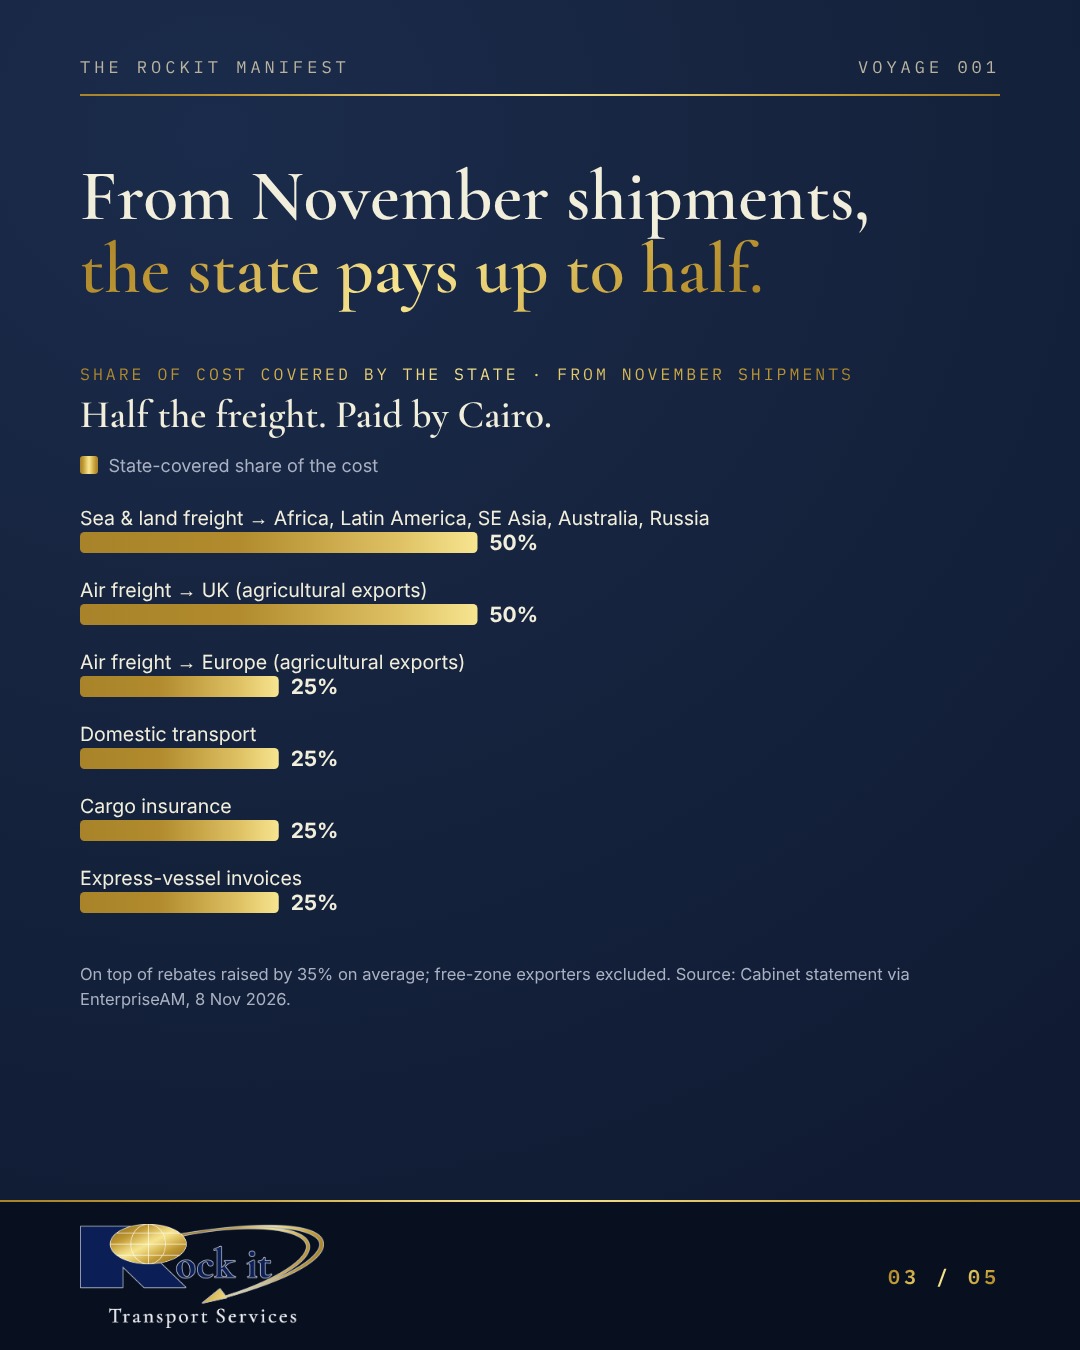 THE ROCKIT MANIFEST
VOYAGE 001
From November shipments,
the state pays up to half.
SHARE OF COST COVERED BY THE STATE · FROM NOVEMBER SHIPMENTS
Half the freight. Paid by Cairo.
State-covered share of the cost
Sea & land freight → Africa, Latin America, SE Asia, Australia, Russia
50%
Air freight → UK (agricultural exports)
50%
Air freight → Europe (agricultural exports)
25%
Domestic transport
25%
Cargo insurance
25%
Express-vessel invoices
25%
On top of rebates raised by 35% on average; free-zone exporters excluded. Source: Cabinet statement via
EnterpriseAM, 8 Nov 2026.
Rock it
Transport Services
03 / 05